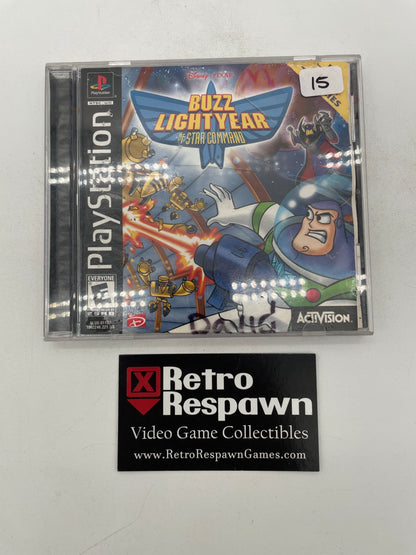 PlayStation
NTSC U/C
Disney · PIXAR
15
BUZZ
LIGHTYEAR
OF STAR COMMAND
EVERYONE
E
David
ACTIVISION
Retro
Respawn
Video Game Collectibles
www.RetroRespawnGames.com